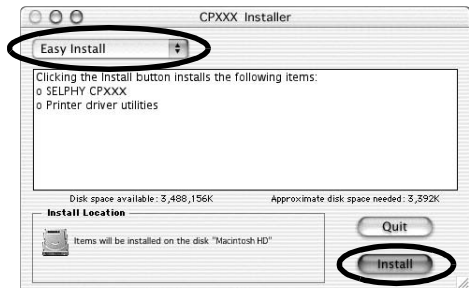 CPXXX Installer
Easy Install
Clicking the Install button installs the following items:
o SELPHY CPXXX
o Printer driver utilities
Disk space available: 3,488,156K Approximate disk space needed: 3,392K
Install Location
Items will be installed on the disk "Macintosh HD"
Quit
Install